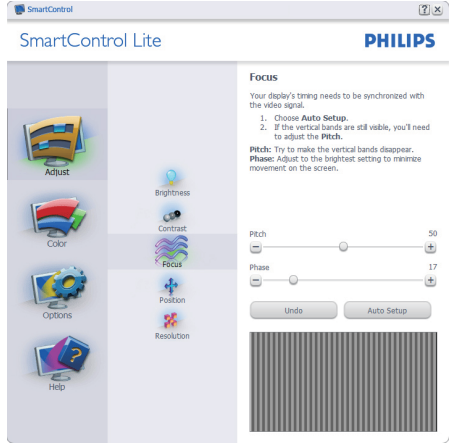 SmartControl
SmartControl Lite
PHILIPS
Adjust
Color
Options
Help
Brightness
Contrast
Focus
Position
Resolution
Focus
Your display's timing needs to be synchronized with
the video signal.
1. Choose Auto Setup.
2. If the vertical bands are still visible, you'll need
to adjust the Pitch.
Pitch: Try to make the vertical bands disappear.
Phase: Adjust to the brightest setting to minimize
movement on the screen.
Pitch 50
Phase 17
Undo Auto Setup